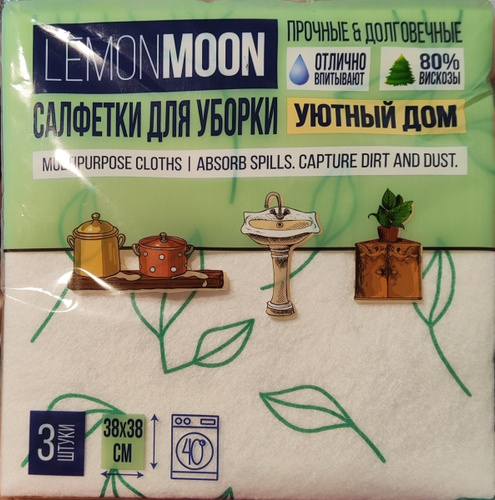 LĒMONMOON
ПРОЧНЫЕ & ДОЛГОВЕЧНЫЕ
ОТЛИЧНО
ВПИТЫВАЮТ
80%
ВИСКОЗЫ
САЛФЕТКИ ДЛЯ УБОРКИ
УЮТНЫЙ ДОМ
MULTIPURPOSE CLOTHS | ABSORB SPILLS. CAPTURE DIRT AND DUST.
3 ШТУКИ
38x38
СМ
40°